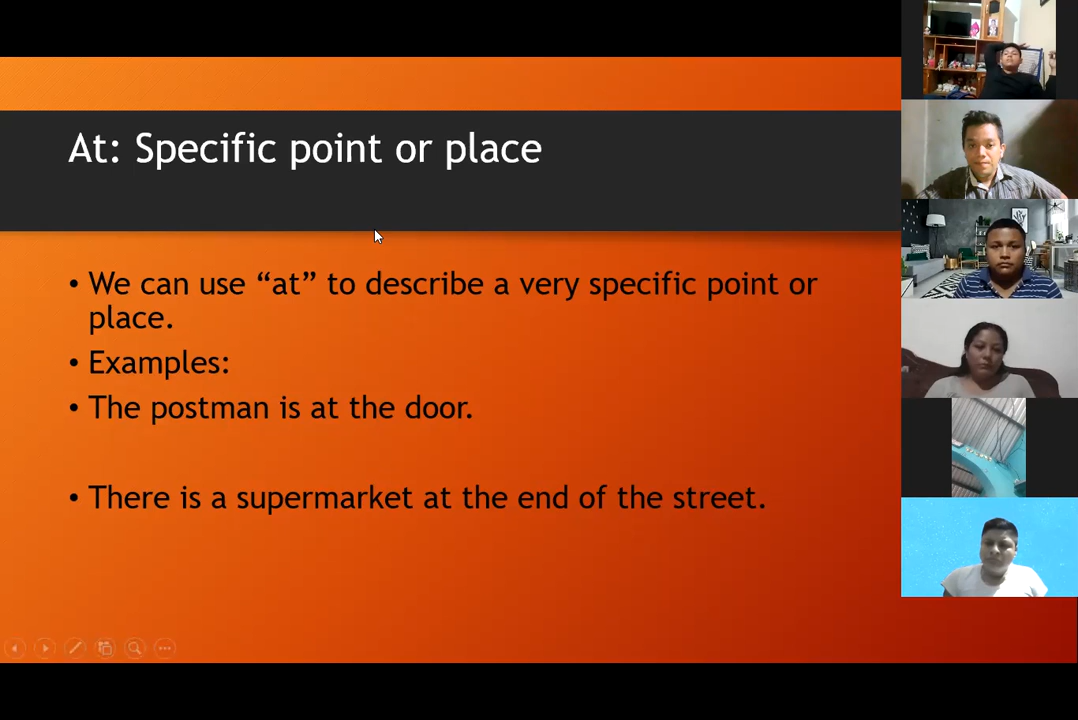 At: Specific point or place
• We can use “at” to describe a very specific point or
place.
• Examples:
• The postman is at the door.
• There is a supermarket at the end of the street.